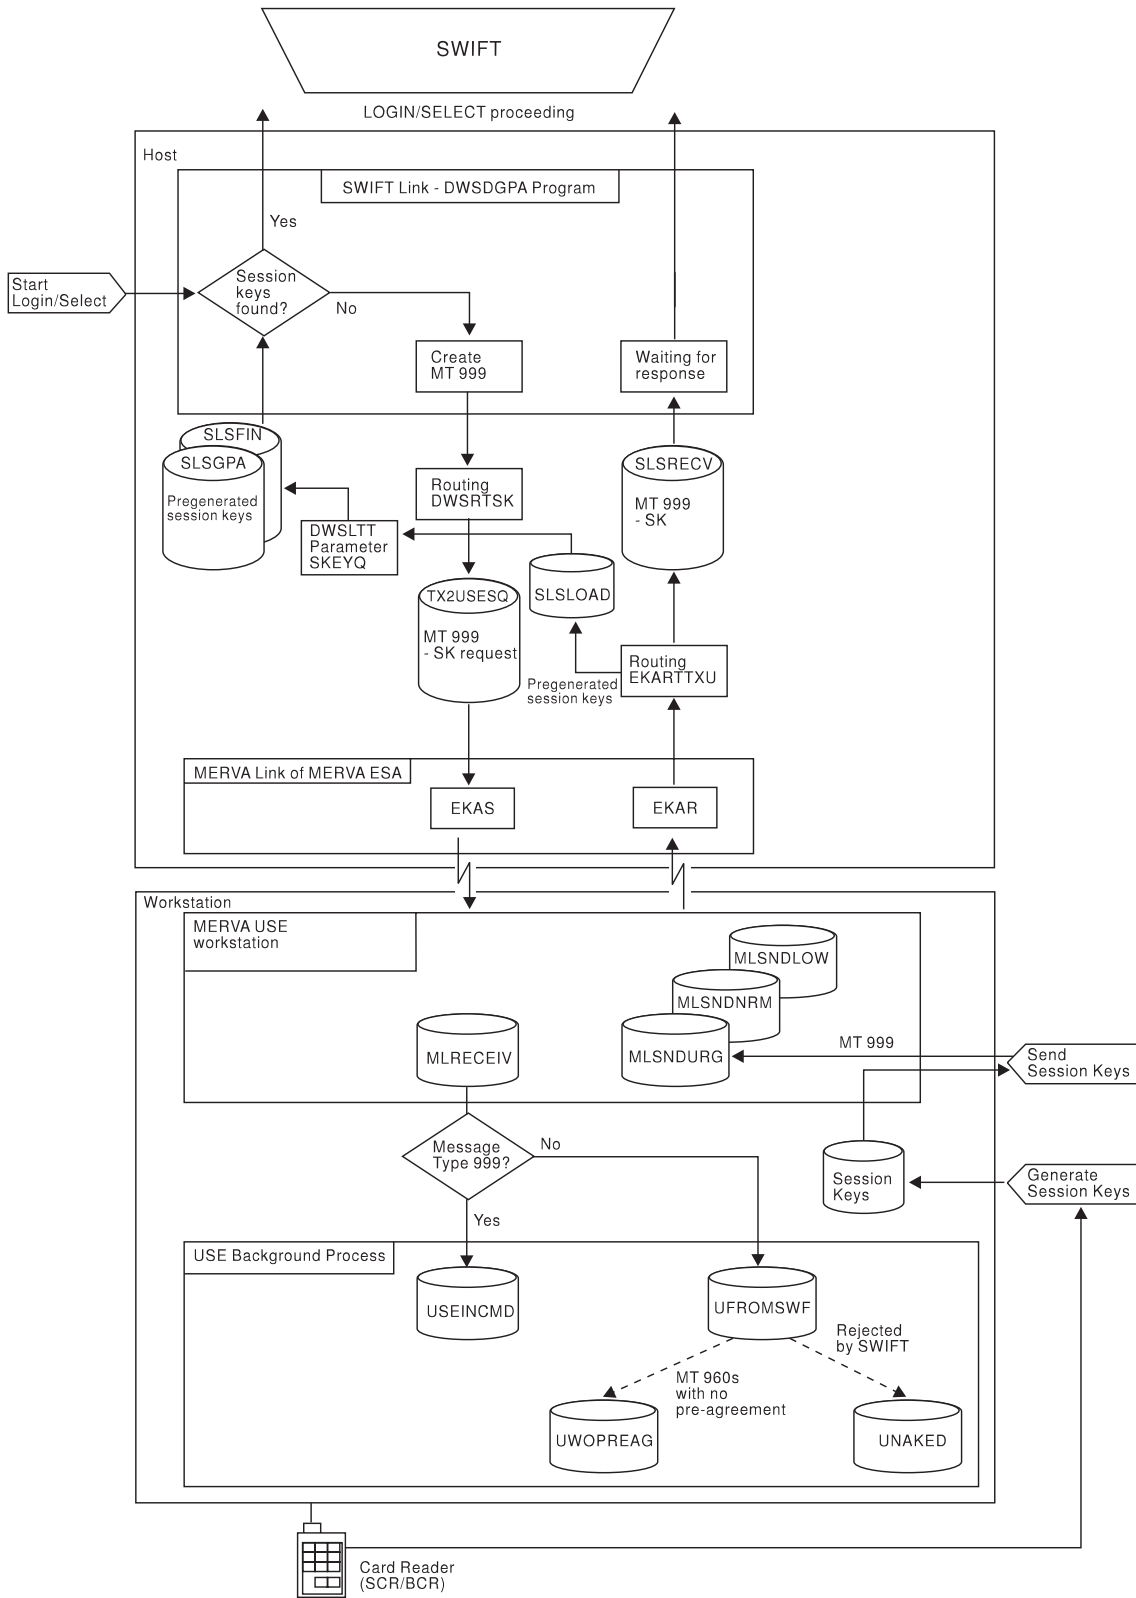 SWIFT
LOGIN/SELECT proceeding
Host
SWIFT Link - DWSDGPA Program
Yes
Start
Login/Select
Session
keys
found?
No
Create
MT 999
Waiting for
response
SLSFIN
SLSGPA
Pregenerated
session keys
Routing
DWSRTSK
SLSRECV
MT 999
- SK
DWSLTT
Parameter
SKEYQ
SLSLOAD
TX2USESQ
MT 999
- SK request
Routing
EKARTTXU
Pregenerated
session keys
MERVA Link of MERVA ESA
EKAS
EKAR
Workstation
MERVA USE
workstation
MLSNDLOW
MLSNDNRM
MLSNDURG
MLRECEIV
MT 999
Send
Session Keys
Message
Type 999?
No
Yes
Session
Keys
Generate
Session Keys
USE Background Process
USEINCMD
UFROMSWF
Rejected
by SWIFT
MT 960s
with no
pre-agreement
UWOPREAG
UNAKED
Card Reader
(SCR/BCR)